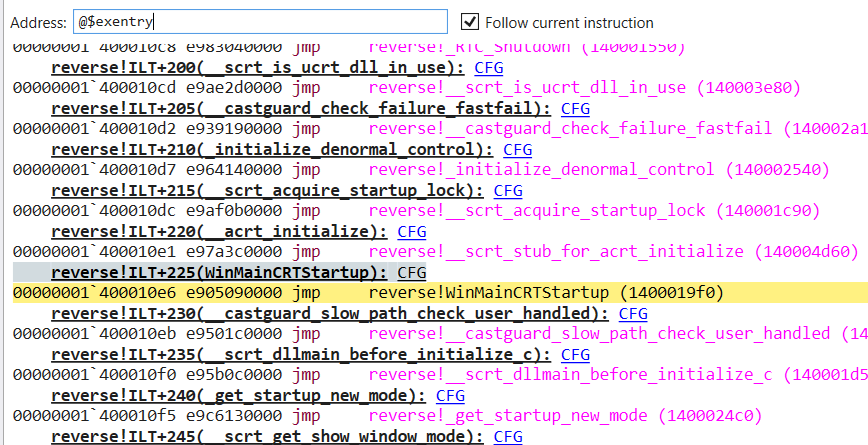 Address: @$exentry Follow current instruction
00000001`400010c8 e983040000 jmp reverse!_RTC_Shutdown (140001550)
reverse!ILT+200(__scrt_is_ucrt_dll_in_use): CFG
00000001`400010cd e9ae2d0000 jmp reverse!__scrt_is_ucrt_dll_in_use (140003e80)
reverse!ILT+205(__castguard_check_failure_fastfail): CFG
00000001`400010d2 e939190000 jmp reverse!__castguard_check_failure_fastfail (140002a1
reverse!ILT+210(_initialize_denormal_control): CFG
00000001`400010d7 e964140000 jmp reverse!_initialize_denormal_control (140002540)
reverse!ILT+215(__scrt_acquire_startup_lock): CFG
00000001`400010dc e9af0b0000 jmp reverse!__scrt_acquire_startup_lock (140001c90)
reverse!ILT+220(__acrt_initialize): CFG
00000001`400010e1 e97a3c0000 jmp reverse!__scrt_stub_for_acrt_initialize (140004d60)
reverse!ILT+225(WinMainCRTStartup): CFG
00000001`400010e6 e905090000 jmp reverse!WinMainCRTStartup (1400019f0)
reverse!ILT+230(__castguard_slow_path_check_user_handled): CFG
00000001`400010eb e9501c0000 jmp reverse!__castguard_slow_path_check_user_handled (14
reverse!ILT+235(__scrt_dllmain_before_initialize_c): CFG
00000001`400010f0 e95b0c0000 jmp reverse!__scrt_dllmain_before_initialize_c (140001d5
reverse!ILT+240(_get_startup_new_mode): CFG
00000001`400010f5 e9c6130000 jmp reverse!_get_startup_new_mode (1400024c0)
reverse!ILT+245(__scrt_get_show_window_mode): CFG